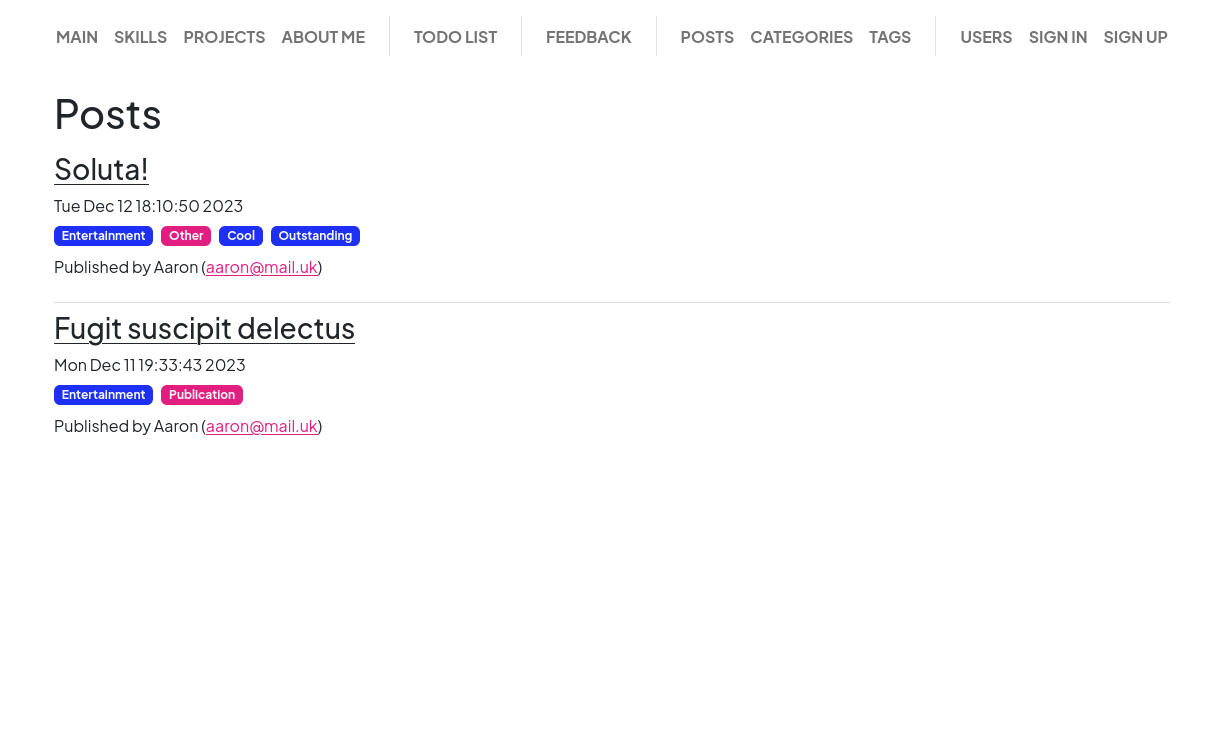 MAIN SKILLS PROJECTS ABOUT ME TODO LIST FEEDBACK POSTS CATEGORIES TAGS USERS SIGN IN SIGN UP
Posts
Soluta!
Tue Dec 12 18:10:50 2023
Entertainment Other Cool Outstanding
Published by Aaron (aaron@mail.uk)
Fugit suscipit delectus
Mon Dec 11 19:33:43 2023
Entertainment Publication
Published by Aaron (aaron@mail.uk)